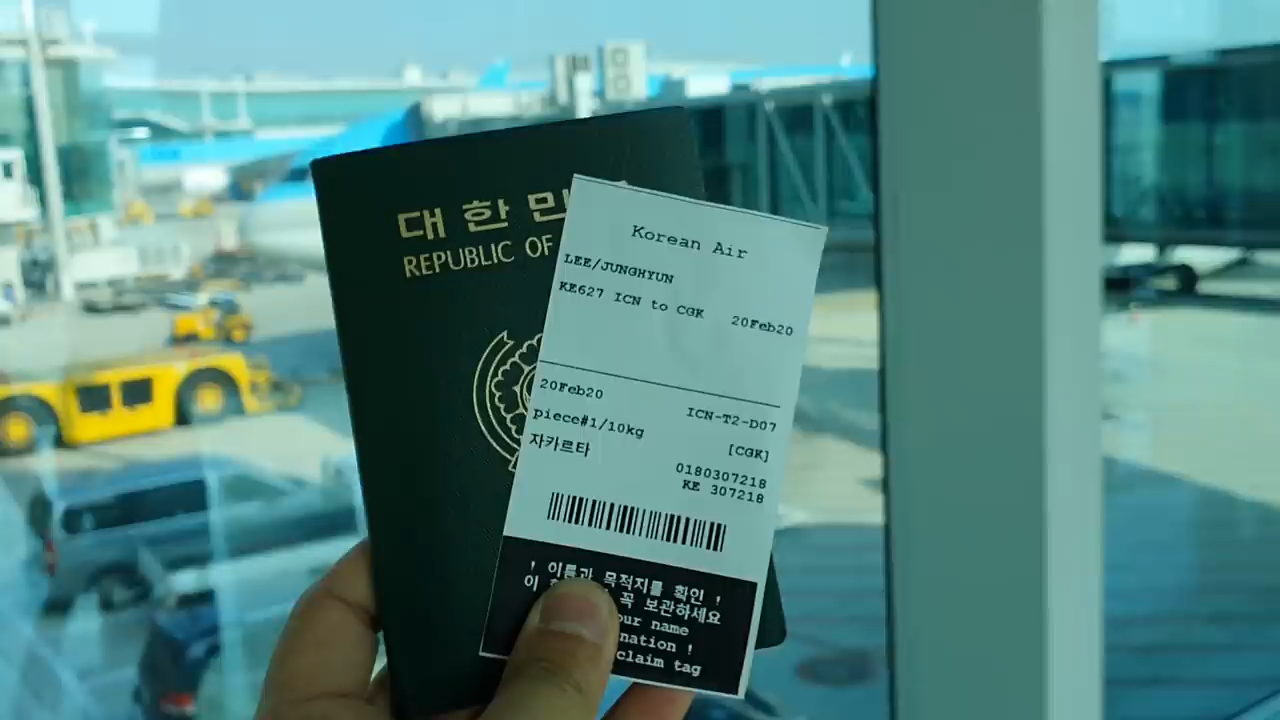 대한민
REPUBLIC OF
Korean Air
LEE/JUNGHYUN
KE627 ICN to CGK 20Feb20
20Feb20 ICN-T2-D07
piece#1/10kg [CGK]
자카르타
0180307218
KE 307218
! 이름과 목적지를 확인 !
이 꼭 보관하세요
our name
nation !
claim tag